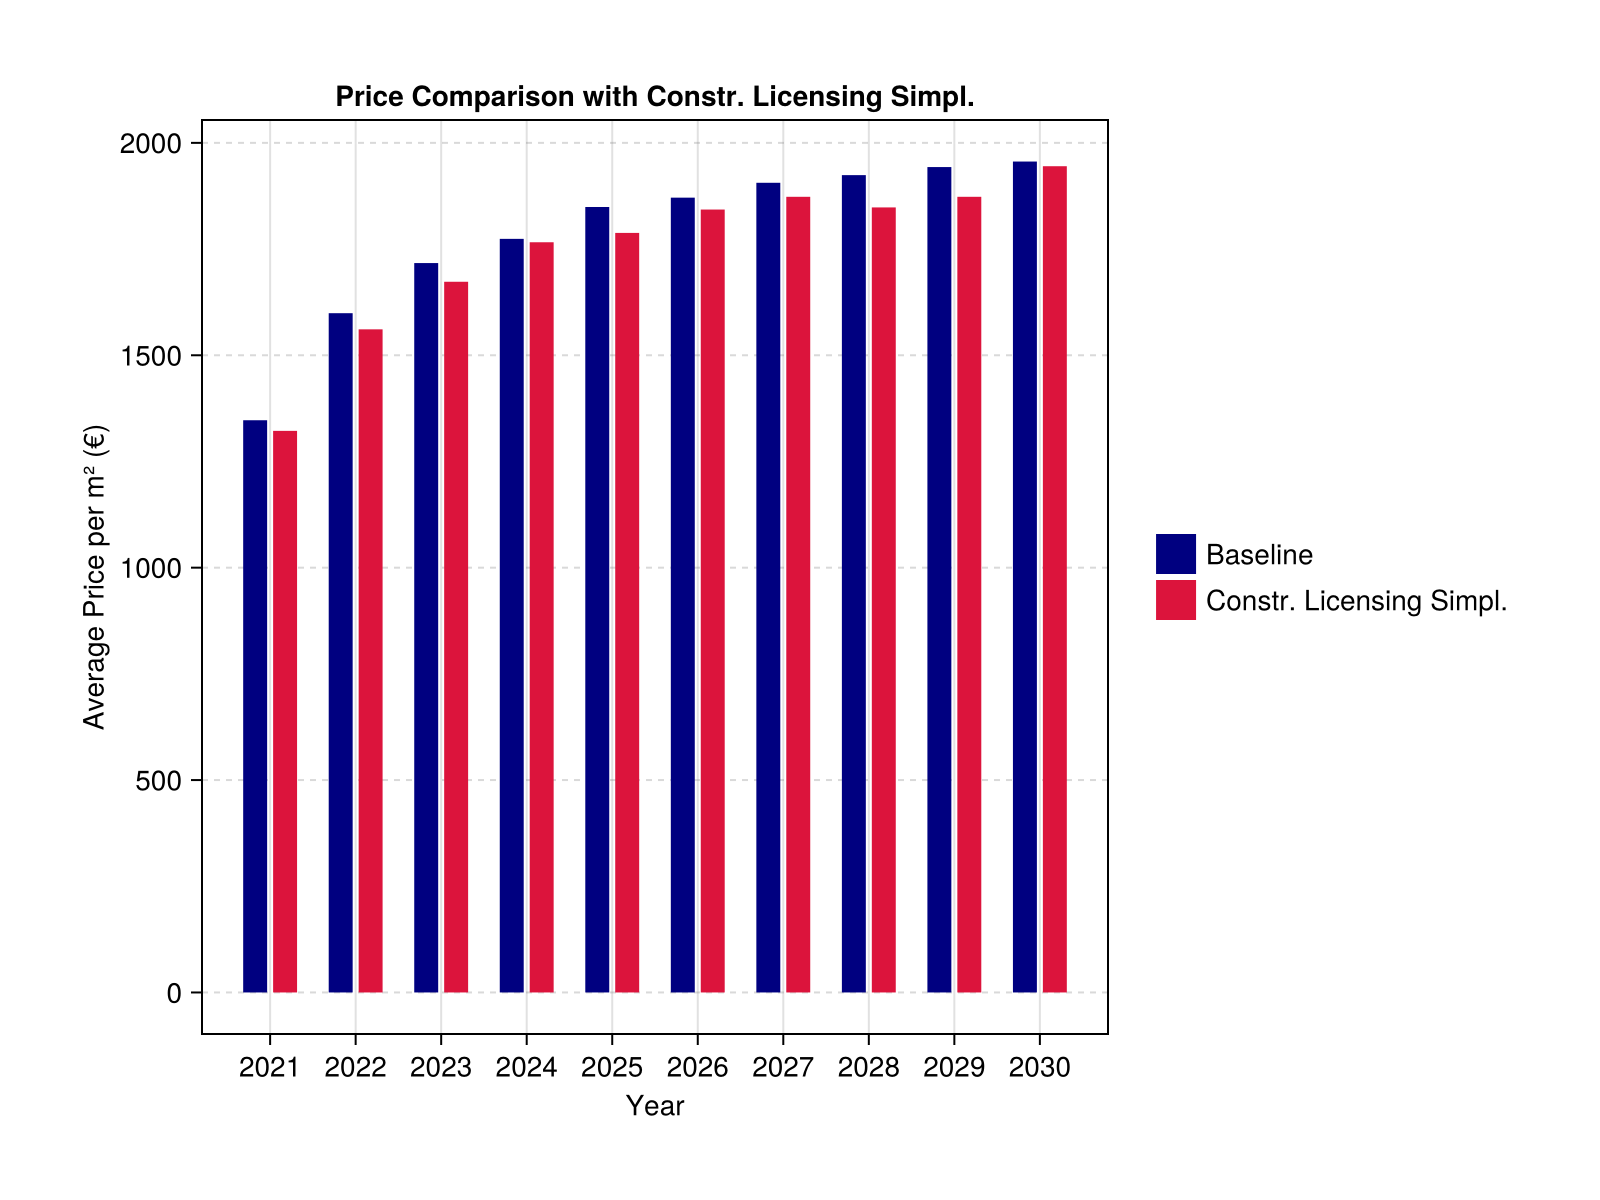 Price Comparison with Constr. Licensing Simpl.
2000
1500
1000
500
0
Average Price per m² (€)
2021 2022 2023 2024 2025 2026 2027 2028 2029 2030
Year
Baseline
Constr. Licensing Simpl.